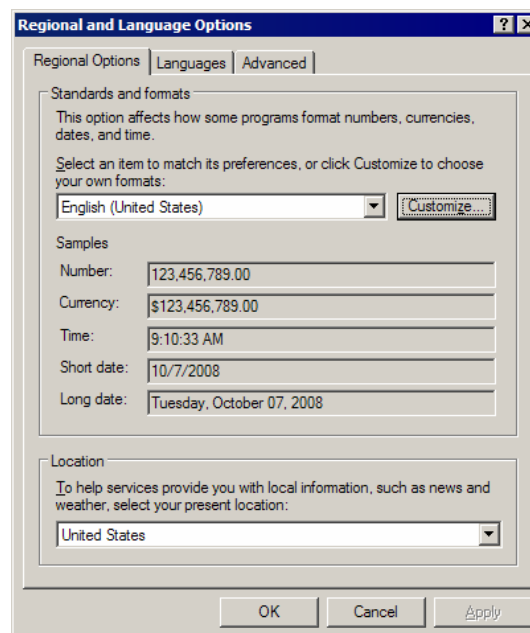 Regional and Language Options
Regional Options Languages Advanced
Standards and formats
This option affects how some programs format numbers, currencies,
dates, and time.
Select an item to match its preferences, or click Customize to choose
your own formats:
English (United States) Customize...
Samples
Number: 123,456,789.00
Currency: $123,456,789.00
Time: 9:10:33 AM
Short date: 10/7/2008
Long date: Tuesday, October 07, 2008
Location
To help services provide you with local information, such as news and
weather, select your present location:
United States
OK Cancel Apply